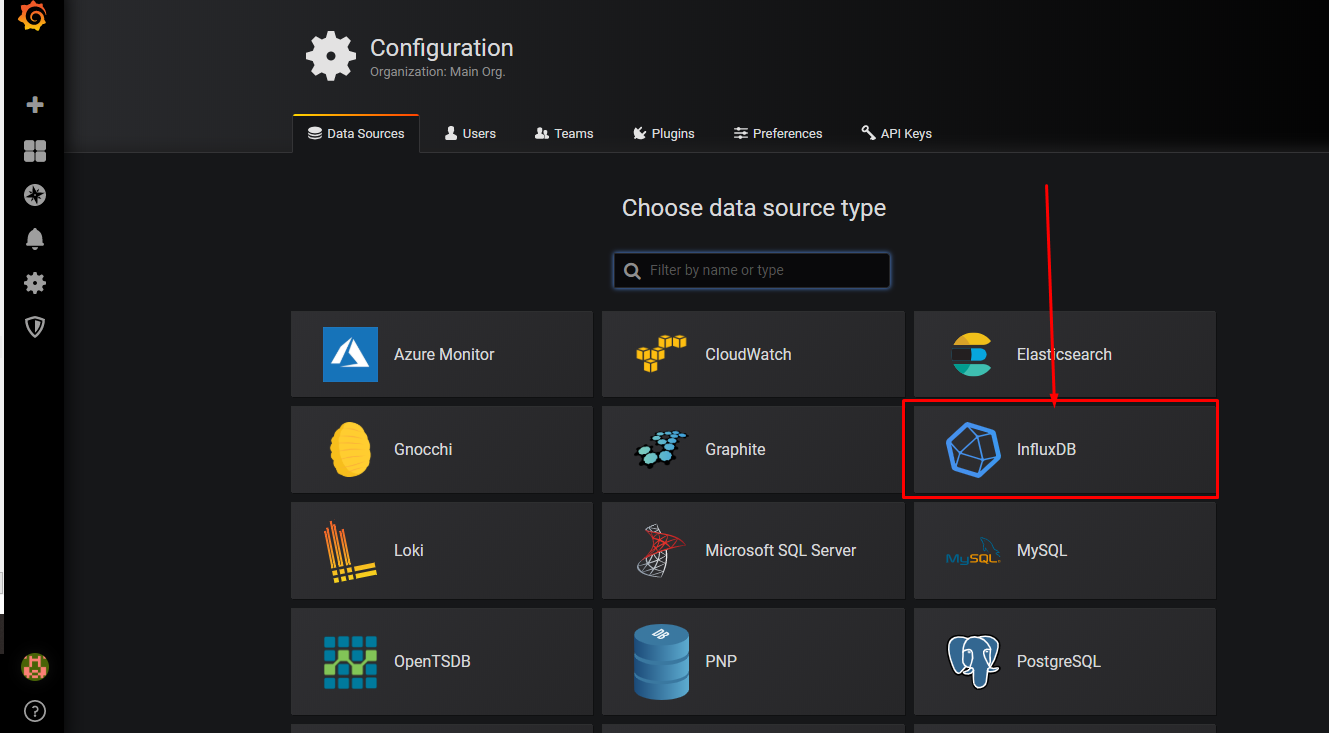 Configuration
Organization: Main Org.
Data Sources Users Teams Plugins Preferences API Keys
Choose data source type
Filter by name or type
Azure Monitor CloudWatch Elasticsearch
Gnocchi Graphite InfluxDB
Loki Microsoft SQL Server MySQL MySQL
OpenTSDB PNP PostgreSQL
?